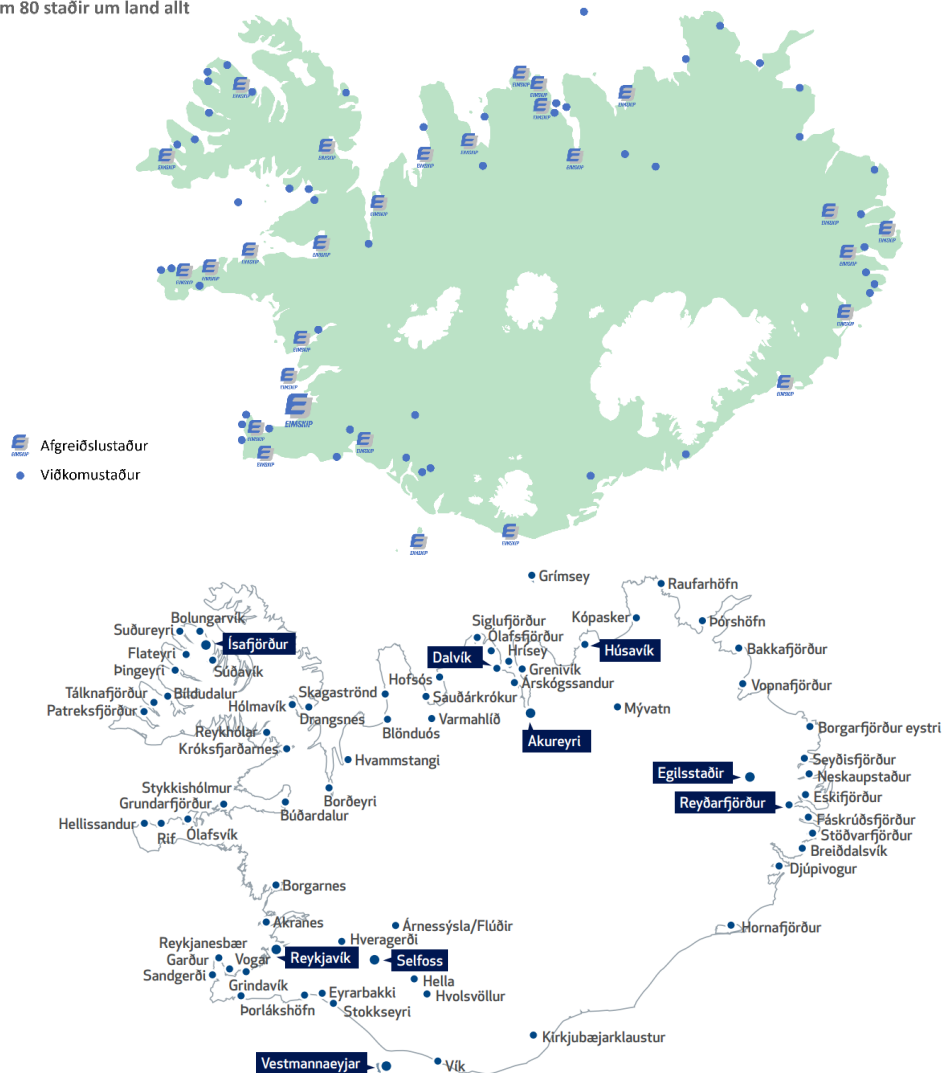 m 80 staðir um land allt
EIMSKIP
Afgreiðslustaður
Viðkomustaður
Grímsey
Raufarhöfn
Kópasker
Þórshöfn
Siglufjörður
Bolungarvík
Suðureyri
Ísafjörður
Ólafsfjörður
Hrísey
Húsavík
Bakkafjörður
Flateyri
Dalvík
Grenivík
Þingeyri
Súðavík
Hofsós
Árskógssandur
Vopnafjörður
Tálknafjörður
Bíldudalur
Skagaströnd
Sauðárkrókur
Patreksfjörður
Hólmavík
Mývatn
Drangsnes
Varmahlíð
Reykhólar
Blönduós
Borgarfjörður eystri
Króksfjarðarnes
Akureyri
Hvammstangi
Seyðisfjörður
Egilsstaðir
Neskaupstaður
Stykkishólmur
Borðeyri
Eskifjörður
Grundarfjörður
Reyðarfjörður
Búðardalur
Fáskrúðsfjörður
Hellissandur
Rif
Ólafsvík
Stöðvarfjörður
Breiðdalsvík
Djúpivogur
Borgarnes
Akranes
Árnessýsla/Flúðir
Hornafjörður
Reykjanesbær
Hveragerði
Garður
Vogar
Reykjavík
Selfoss
Sandgerði
Hella
Grindavík
Eyrarbakki
Hvolsvöllur
Þorlákshöfn
Stokkseyri
Kirkjubæjarklaustur
Vestmannaeyjar
Vík